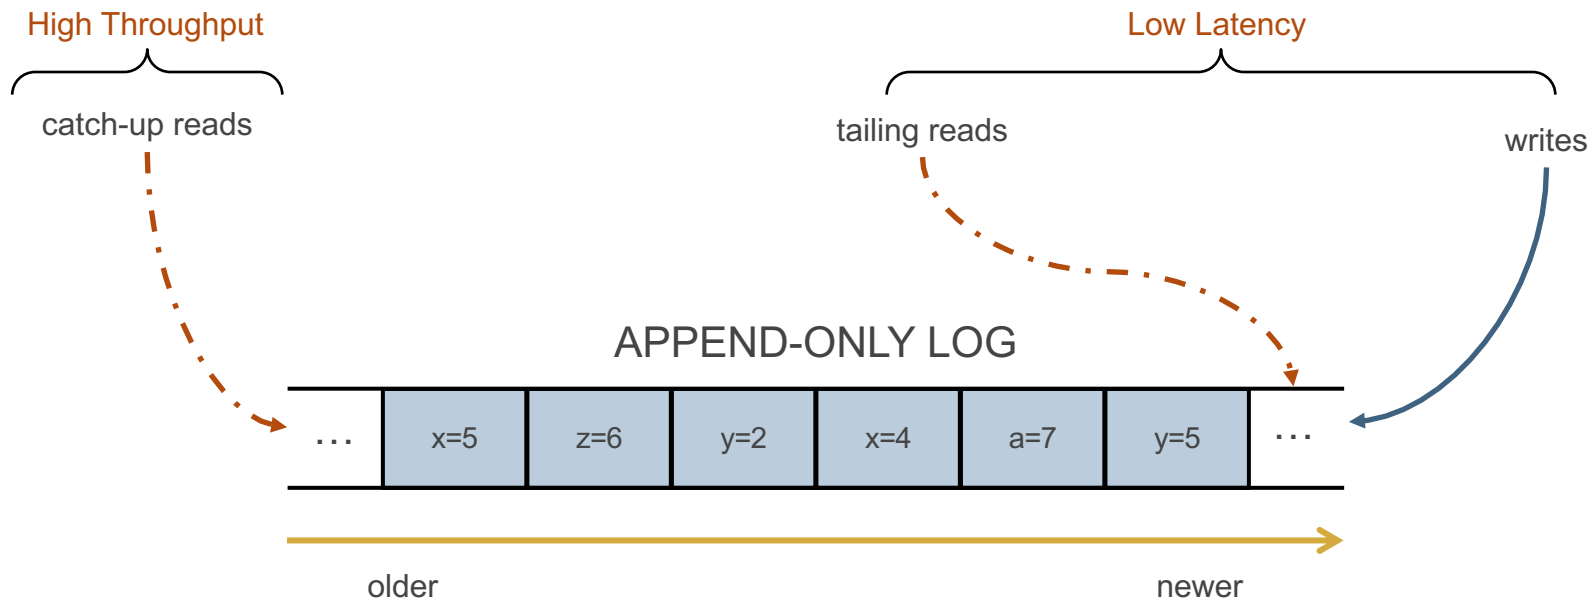 High Throughput
Low Latency
catch-up reads
tailing reads
writes
APPEND-ONLY LOG
... x=5 z=6 y=2 x=4 a=7 y=5 ...
older
newer